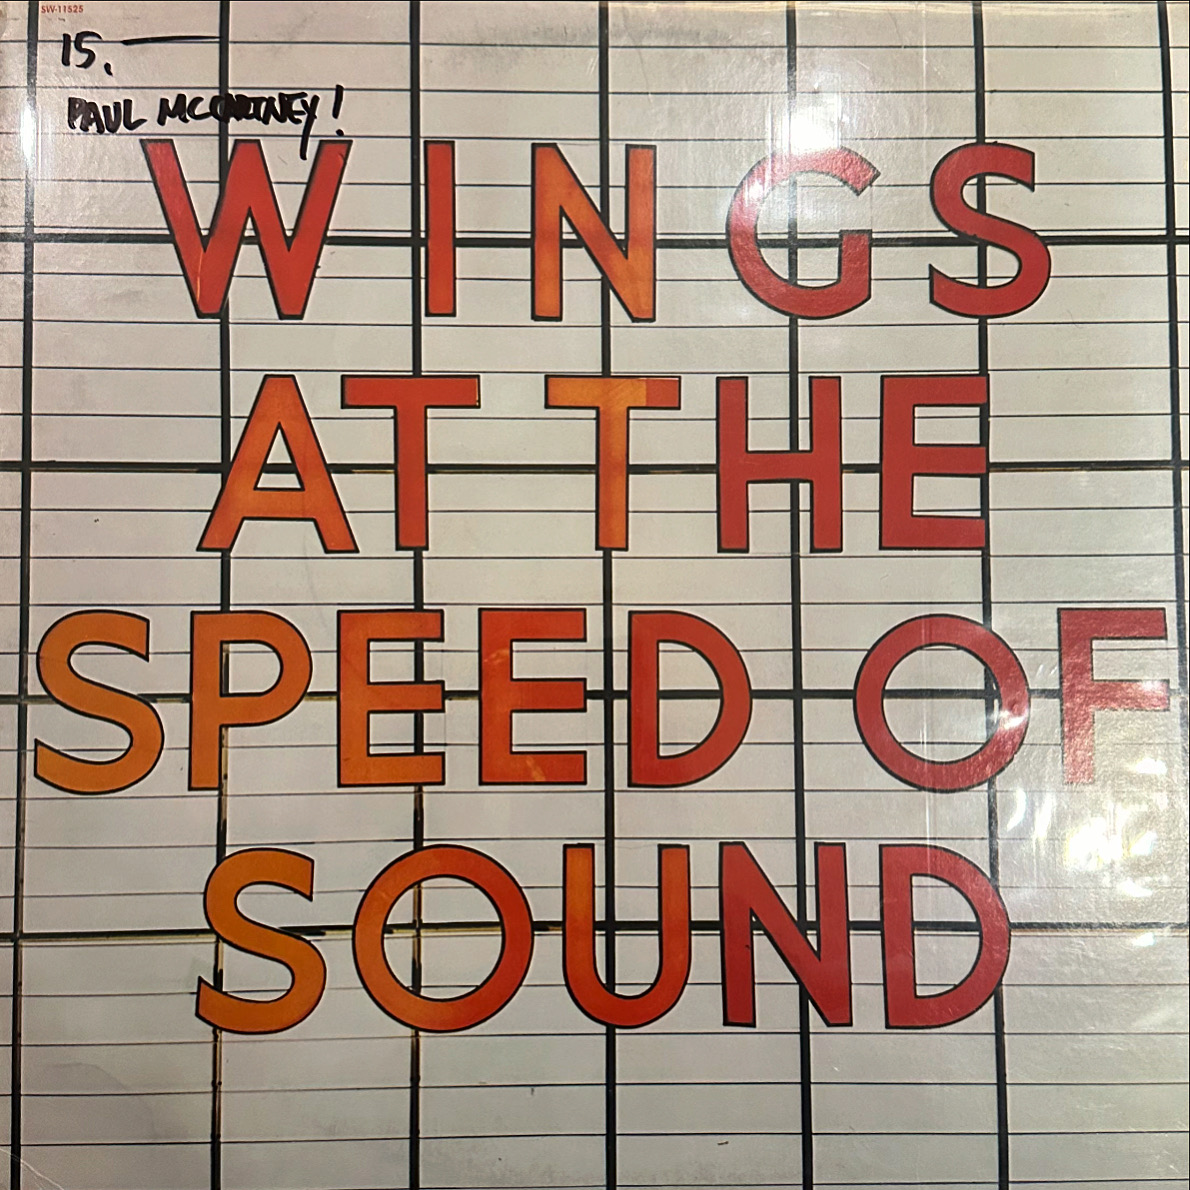 SW-11525
15.—
PAUL MCCARTNEY!
WINGS
AT THE
SPEED OF
SOUND